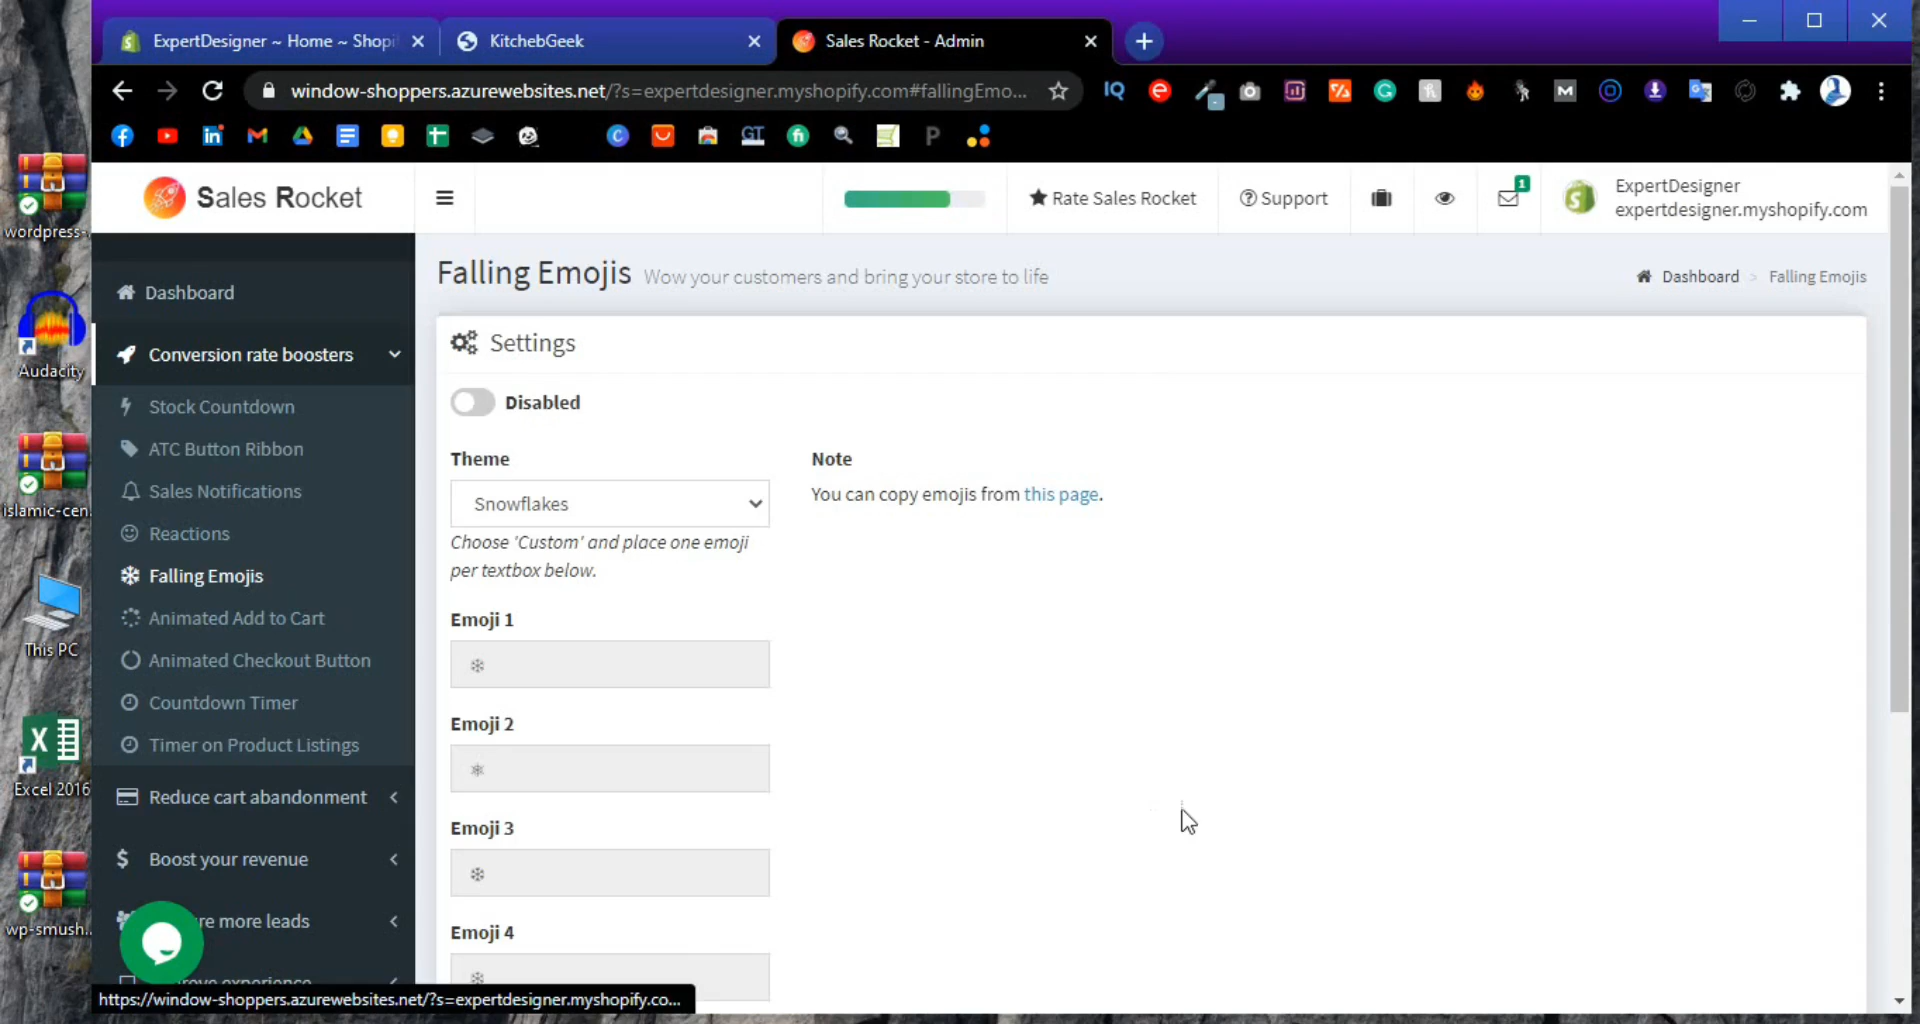 ExpertDesigner ~ Home ~ Shopi
KitchebGeek
Sales Rocket - Admin
window-shoppers.azurewebsites.net/?s=expertdesigner.myshopify.com#fallingEmo...
Sales Rocket
Rate Sales Rocket
Support
1
ExpertDesigner
expertdesigner.myshopify.com
Dashboard
Conversion rate boosters
Stock Countdown
ATC Button Ribbon
Sales Notifications
Reactions
Falling Emojis
Animated Add to Cart
Animated Checkout Button
Countdown Timer
Timer on Product Listings
Reduce cart abandonment
Boost your revenue
re more leads
Falling Emojis Wow your customers and bring your store to life
Dashboard > Falling Emojis
Settings
Disabled
Theme
Snowflakes
Choose 'Custom' and place one emoji
per textbox below.
Note
You can copy emojis from this page.
Emoji 1
Emoji 2
Emoji 3
Emoji 4
https://window-shoppers.azurewebsites.net/?s=expertdesigner.myshopify.co...
wordpress-
Audacity
islamic-cen.
This PC
Excel 2016
wp-smush..